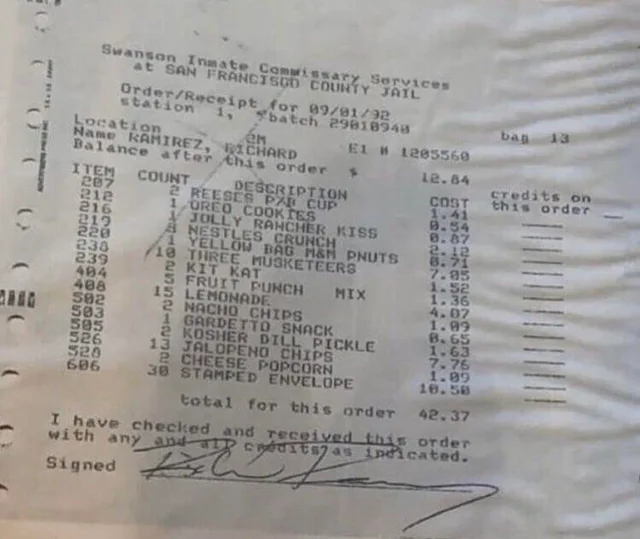 Swanson Inmate Commissary Services
at SAN FRANCISCO COUNTY JAIL
Order/Receipt for 09/01/92
station 1, batch 29010940 bag 13
Location 2M
Name RAMIREZ, RICHARD E1 # 1205560
Balance after this order $ 12.84 credits on
ITEM COUNT DESCRIPTION COST this order
207 2 REESES P/B CUP 1.41
212 1 OREO COOKIES 0.54
216 1 JOLLY RANCHER KISS 0.87
219 8 NESTLES CRUNCH 2.12
220 1 YELLOW BAG M&M PNUTS 0.71
238 10 THREE MUSKETEERS 7.05
239 2 KIT KAT 1.52
404 5 FRUIT PUNCH MIX 1.36
408 15 LEMONADE 4.07
502 2 NACHO CHIPS 1.09
503 1 GARDETTO SNACK 0.65
505 2 KOSHER DILL PICKLE 1.63
526 13 JALOPENO CHIPS 7.76
528 2 CHEESE POPCORN 1.09
606 30 STAMPED ENVELOPE 10.50
total for this order 42.37
I have checked and received this order
with any and all credits as indicated.
Signed